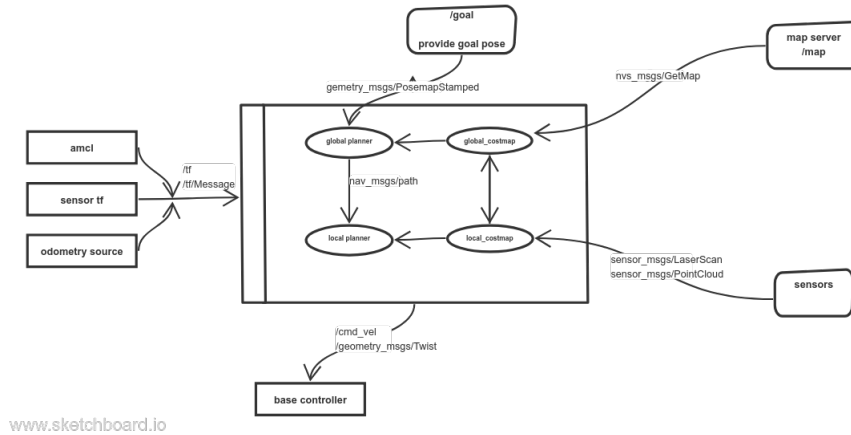 /goal
provide goal pose
map server
/map
gemetry_msgs/PosemapStamped
nvs_msgs/GetMap
amcl
sensor tf
odometry source
/tf
/tf/Message
global planner
global_costmap
nav_msgs/path
local planner
local_costmap
sensor_msgs/LaserScan
sensor_msgs/PointCloud
sensors
/cmd_vel
/geometry_msgs/Twist
base controller
www.sketchboard.io